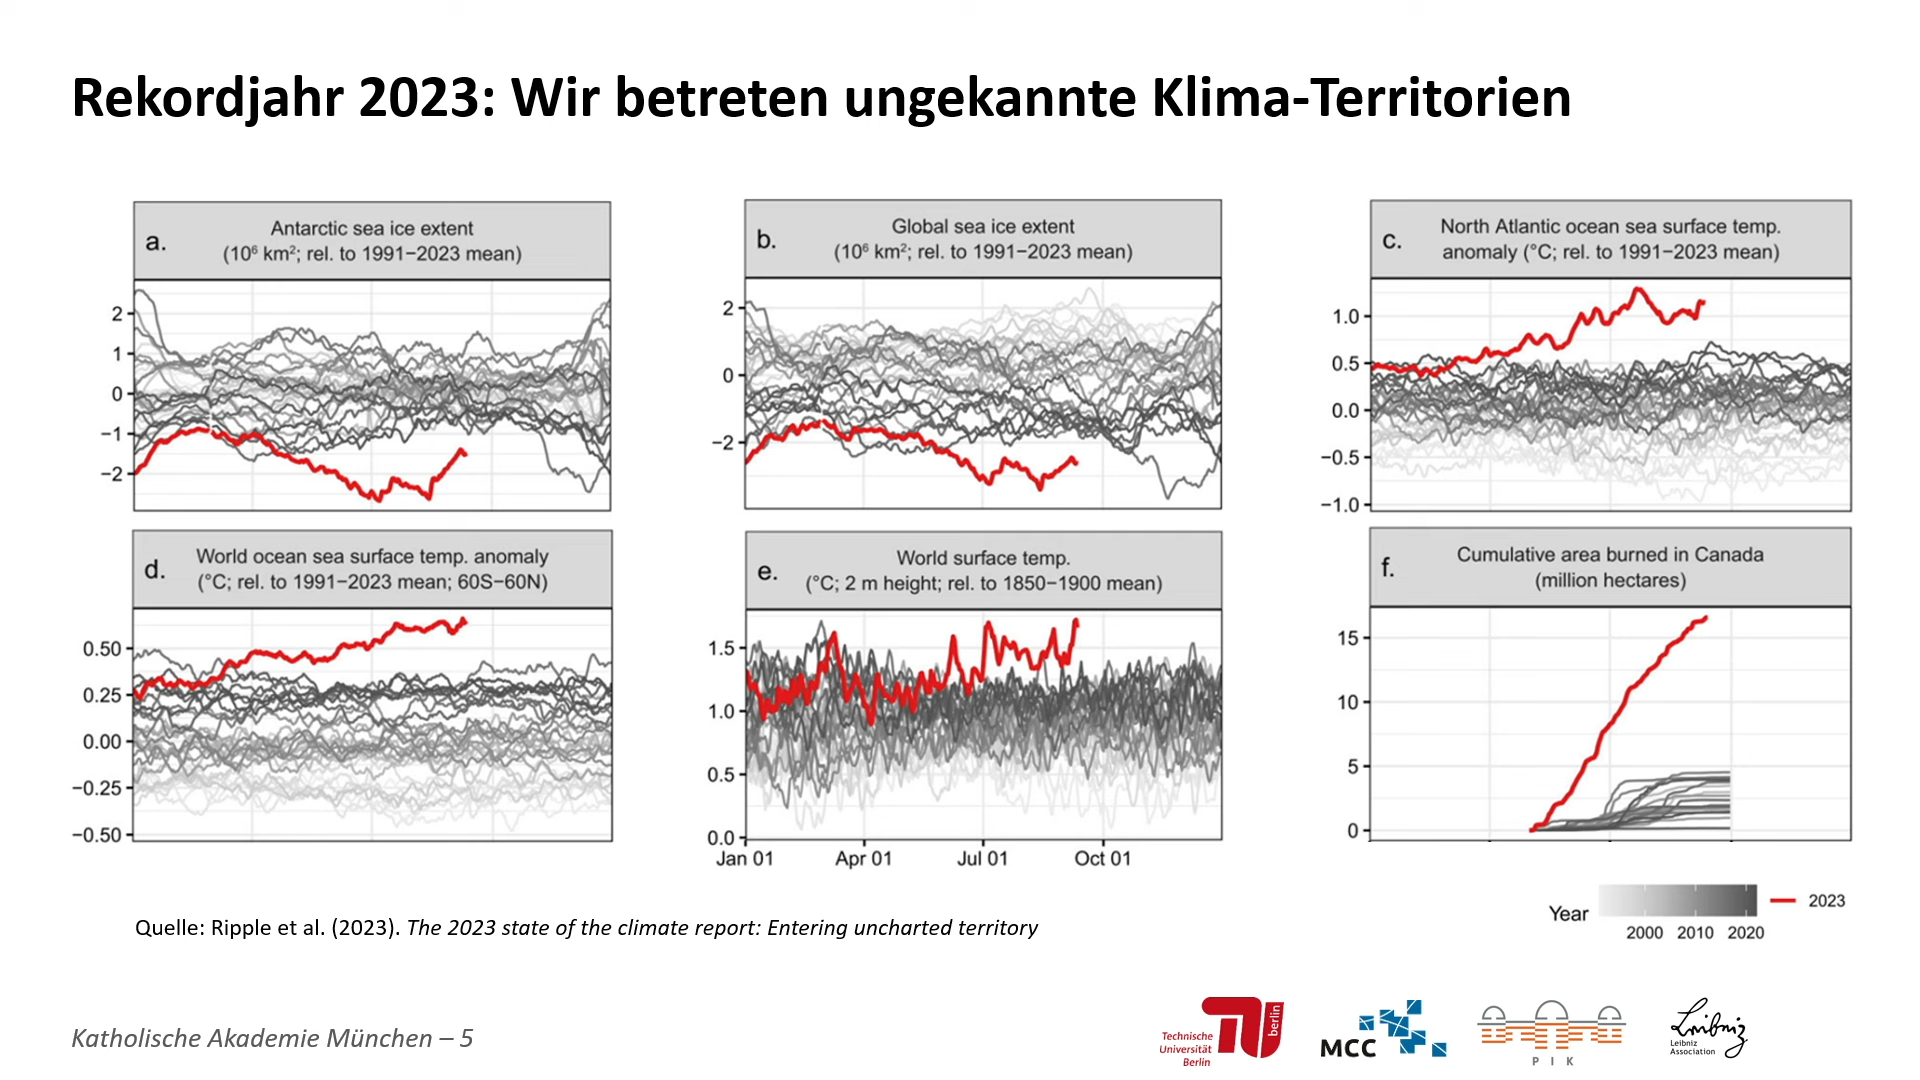 Rekordjahr 2023: Wir betreten ungekannte Klima-Territorien
a.
Antarctic sea ice extent
(10⁶ km²; rel. to 1991−2023 mean)
2
1
0
−1
−2
b.
Global sea ice extent
(10⁶ km²; rel. to 1991−2023 mean)
2
0
−2
c.
North Atlantic ocean sea surface temp.
anomaly (°C; rel. to 1991−2023 mean)
1.0
0.5
0.0
−0.5
−1.0
d.
World ocean sea surface temp. anomaly
(°C; rel. to 1991−2023 mean; 60S−60N)
0.50
0.25
0.00
−0.25
−0.50
e.
World surface temp.
(°C; 2 m height; rel. to 1850−1900 mean)
1.5
1.0
0.5
0.0
Jan 01 Apr 01 Jul 01 Oct 01
f.
Cumulative area burned in Canada
(million hectares)
15
10
5
0
Year
2000 2010 2020
2023
Quelle: Ripple et al. (2023). The 2023 state of the climate report: Entering uncharted territory
Katholische Akademie München – 5
Technische
Universität
Berlin
berlin
MCC
P I K
Leibniz
Leibniz
Association